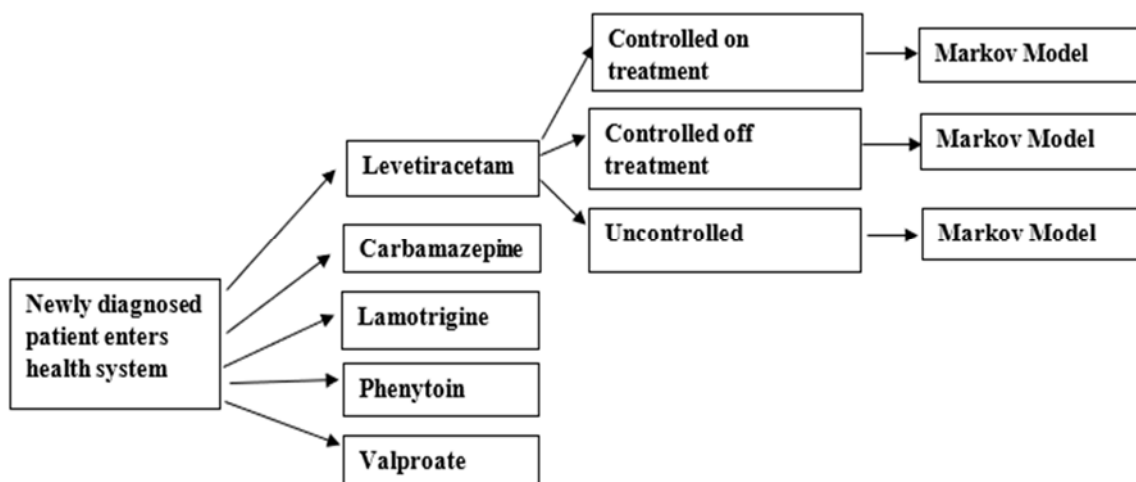 Newly diagnosed
patient enters
health system
Levetiracetam
Carbamazepine
Lamotrigine
Phenytoin
Valproate
Controlled on
treatment
Controlled off
treatment
Uncontrolled
Markov Model
Markov Model
Markov Model